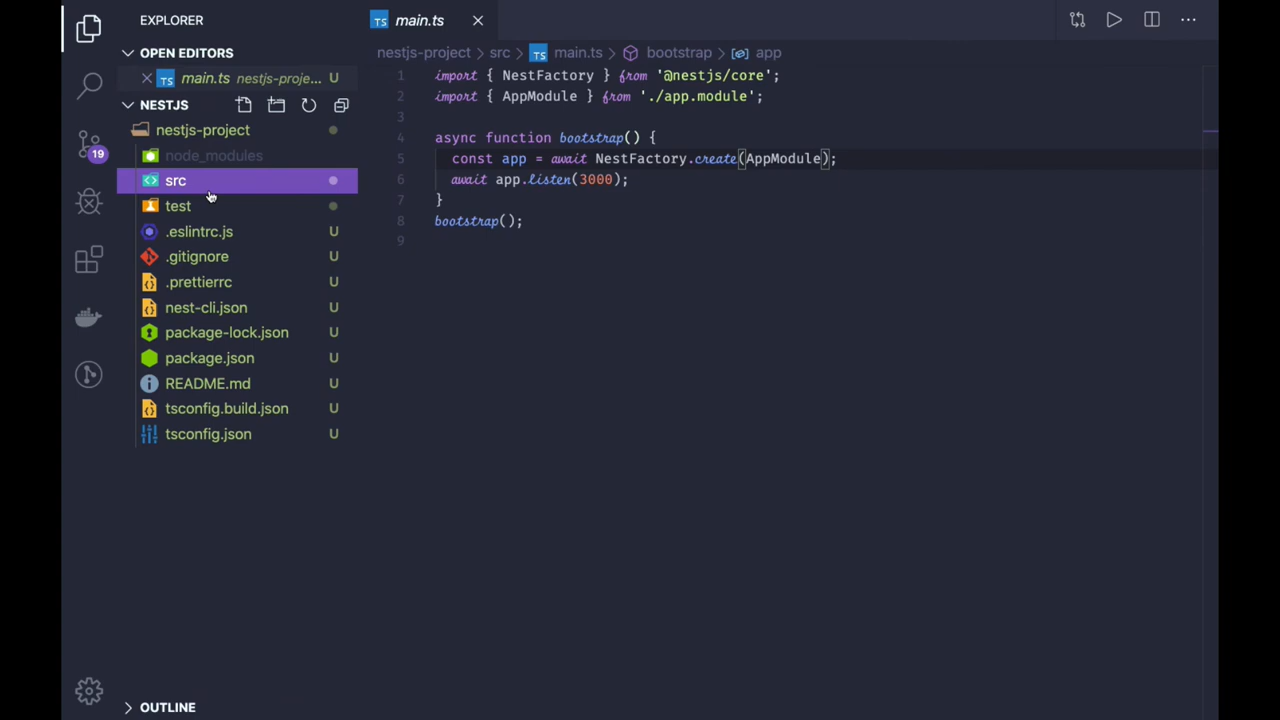 EXPLORER
OPEN EDITORS
main.ts nestjs-proje... U
NESTJS
nestjs-project
node_modules
src
test
.eslintrc.js U
.gitignore U
.prettierrc U
nest-cli.json U
package-lock.json U
package.json U
README.md U
tsconfig.build.json U
tsconfig.json U
OUTLINE
19
TS main.ts
nestjs-project > src > TS main.ts > bootstrap > app
1 import { NestFactory } from '@nestjs/core';
2 import { AppModule } from './app.module';
3
4 async function bootstrap() {
5 const app = await NestFactory.create(AppModule);
6 await app.listen(3000);
7 }
8 bootstrap();
9